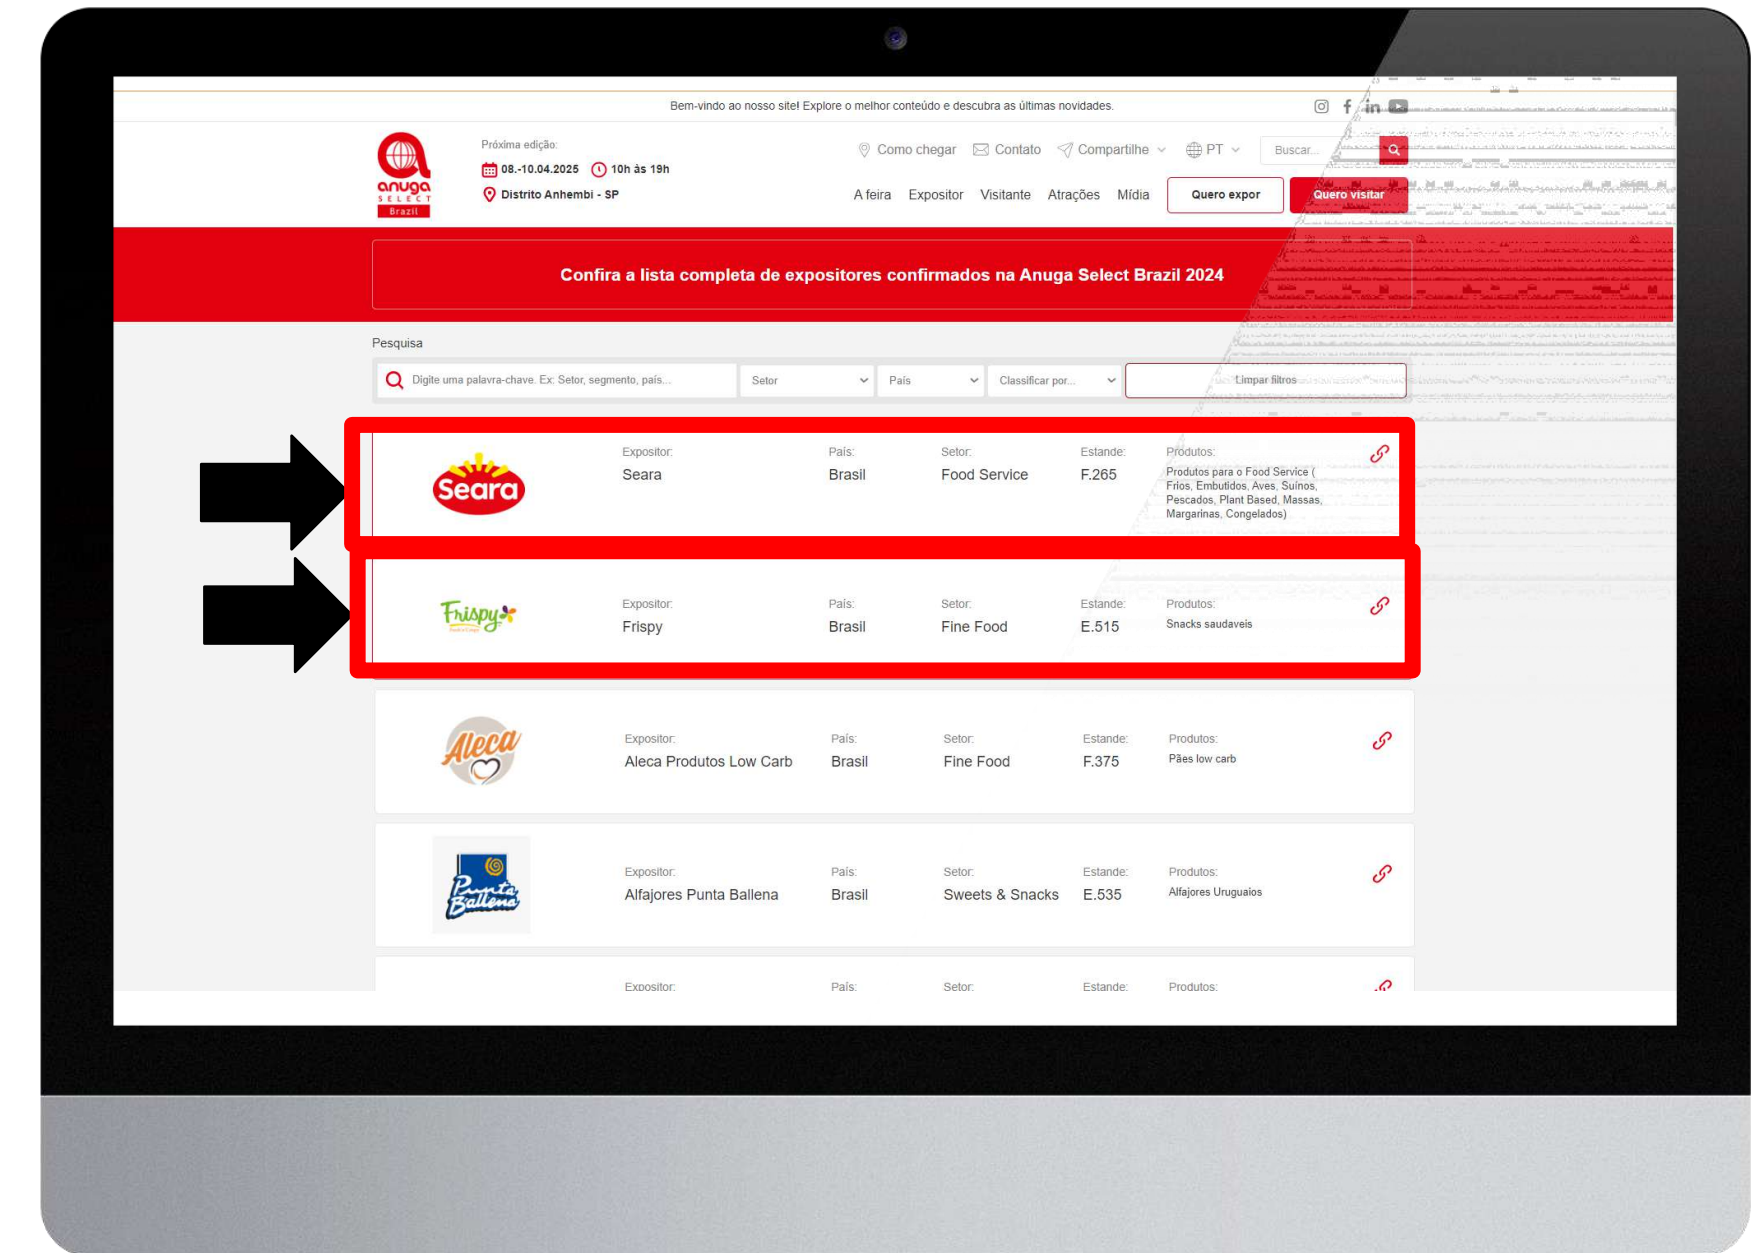 Bem-vindo ao nosso site! Explore o melhor conteúdo e descubra as últimas novidades.
anuga
SELECT
Brazil
Próxima edição:
08.-10.04.2025 10h às 19h
Distrito Anhembi - SP
Como chegar Contato Compartilhe PT Buscar...
A feira Expositor Visitante Atrações Mídia Quero expor Quero visitar
Confira a lista completa de expositores confirmados na Anuga Select Brazil 2024
Pesquisa
Digite uma palavra-chave. Ex: Setor, segmento, país... Setor País Classificar por... Limpar filtros
Seara
Expositor: País: Setor: Estande: Produtos:
Seara Brasil Food Service F.265 Produtos para o Food Service (
Frios, Embutidos, Aves, Suínos,
Pescados, Plant Based, Massas,
Margarinas, Congelados)
Frispy
Expositor: País: Setor: Estande: Produtos:
Frispy Brasil Fine Food E.515 Snacks saudaveis
Aleca
Expositor: País: Setor: Estande: Produtos:
Aleca Produtos Low Carb Brasil Fine Food F.375 Pães low carb
Punta
Ballena
Expositor: País: Setor: Estande: Produtos:
Alfajores Punta Ballena Brasil Sweets & Snacks E.535 Alfajores Uruguaios
Expositor: País: Setor: Estande: Produtos: